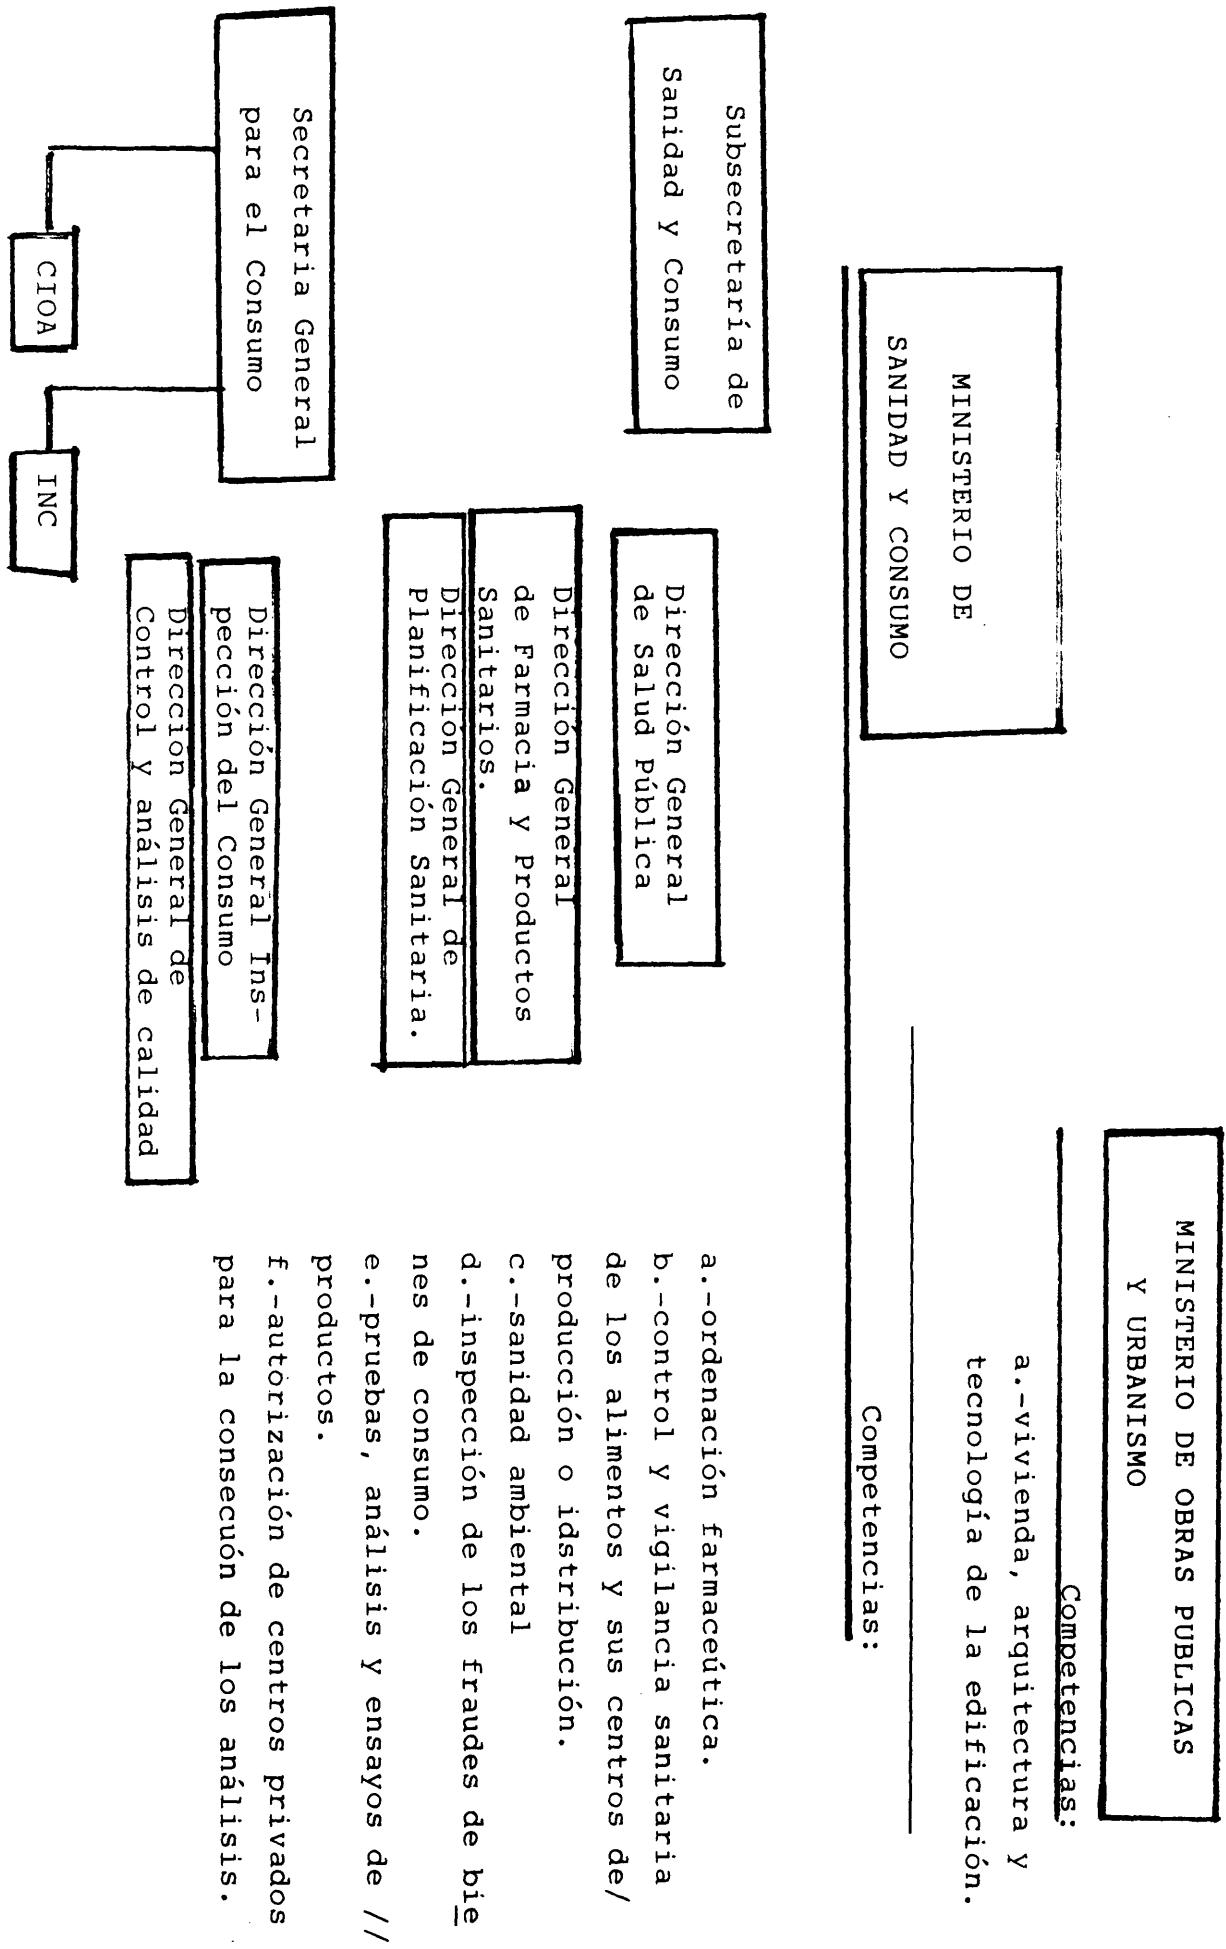 MINISTERIO DE OBRAS PUBLICAS
Y URBANISMO
Competencias:
a.-vivienda, arquitectura y
tecnología de la edificación.
MINISTERIO DE
SANIDAD Y CONSUMO
Competencias:
Subsecretaría de
Sanidad y Consumo
Dirección General
de Salud Pública
Dirección General
de Farmacia y Productos
Sanitarios.
Dirección General de
Planificación Sanitaria.
a.-ordenación farmaceútica.
b.-control y vigilancia sanitaria
de los alimentos y sus centros de/
producción o idstribución.
c.-sanidad ambiental
d.-inspección de los fraudes de bie
nes de consumo.
e.-pruebas, análisis y ensayos de //
productos.
f.-autorización de centros privados
para la consecuón de los análisis.
Secretaria General
para el Consumo
Dirección General Ins-
pección del Consumo
Dirección General de
Control y análisis de calidad
CIOA
INC